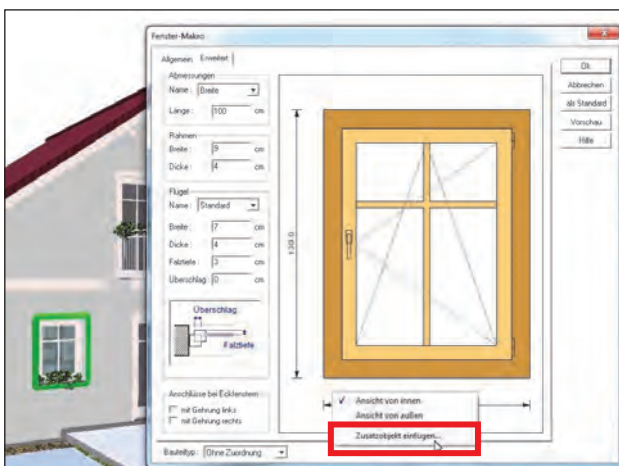 Fenster-Makro
Allgemein Erweitert
Abmessungen
Name: Breite
Länge: 100 cm
Rahmen
Breite: 9 cm
Dicke: 4 cm
Flügel
Name: Standard
Breite: 7 cm
Dicke: 4 cm
Falztiefe: 3 cm
Überschlag: 0 cm
Überschlag
Falztiefe
Anschlüsse bei Eckfenstern
mit Gehrung links
mit Gehrung rechts
Bauteiltyp: Ohne Zuordnung
130.0
Ansicht von innen
Ansicht von außen
Zusatzobjekt einfügen...
Ok
Abbrechen
als Standard
Vorschau
Hilfe